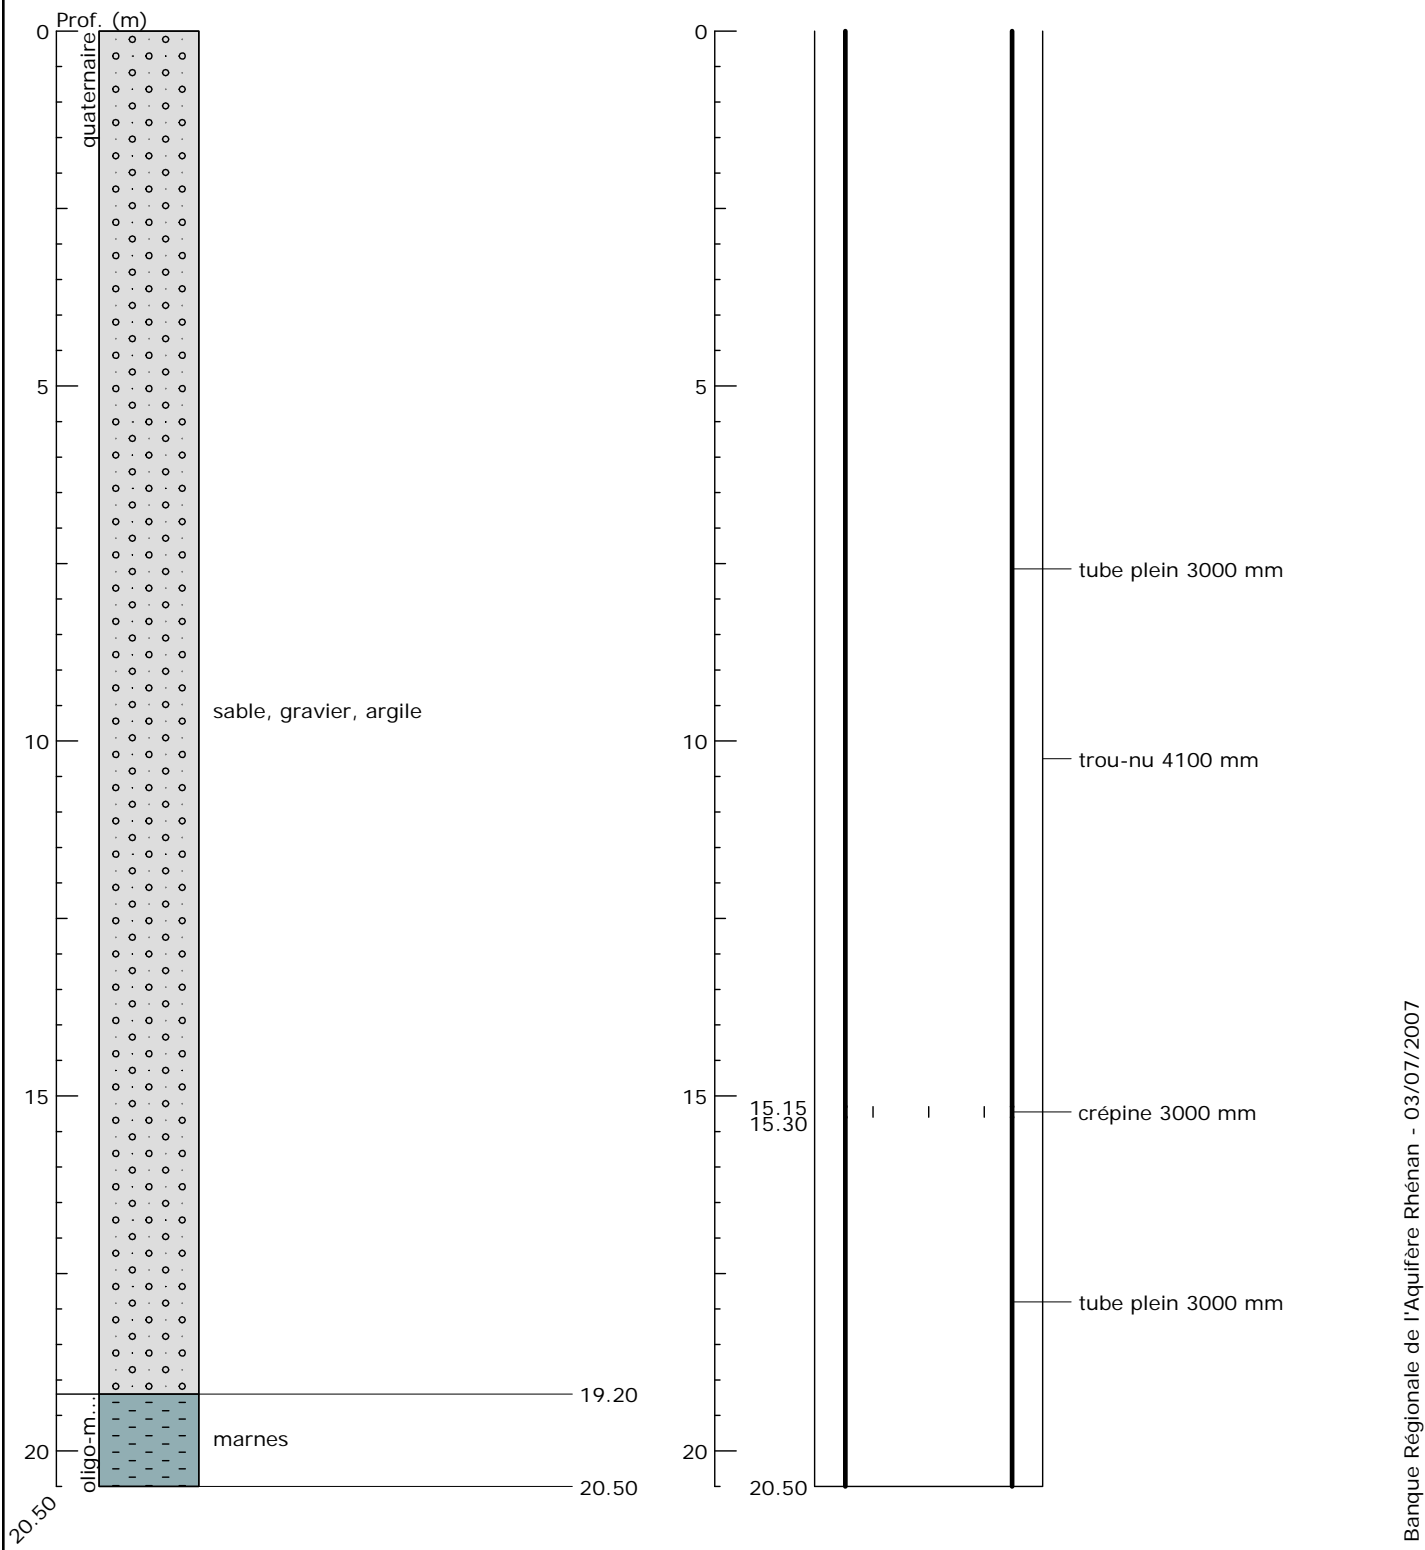 Prof. (m)
0
quaternaire
5
sable, gravier, argile
10
15
19.20
oligo-m...
marnes
20
20.50
20.50
0
5
tube plein 3000 mm
10
trou-nu 4100 mm
15
15.15
15.30
crépine 3000 mm
tube plein 3000 mm
20
20.50
Banque Régionale de l'Aquifère Rhénan - 03/07/2007